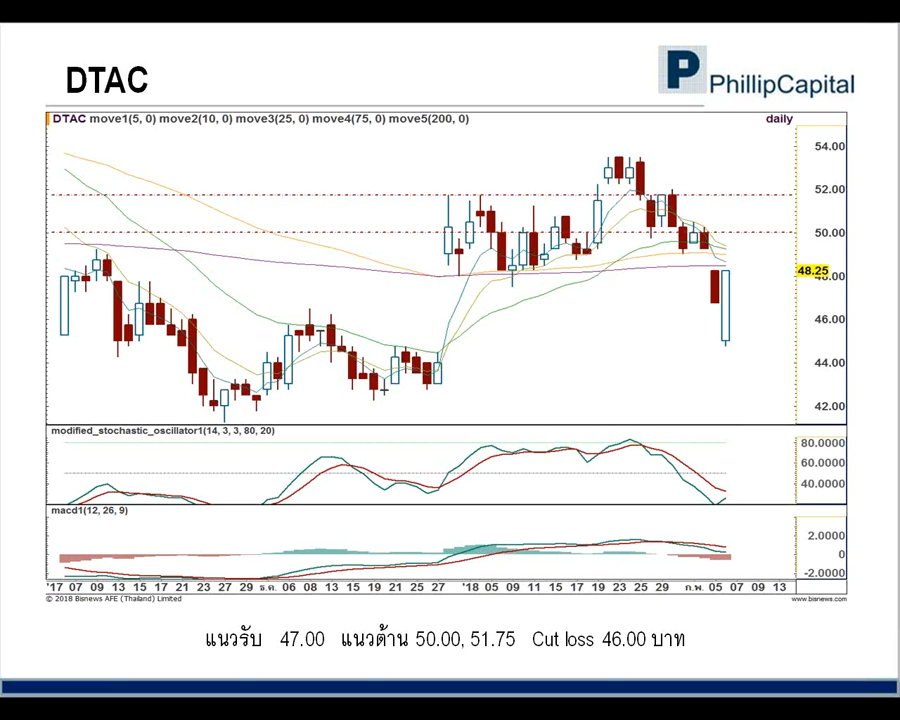 DTAC
P PhillipCapital
DTAC move1(5, 0) move2(10, 0) move3(25, 0) move4(75, 0) move5(200, 0) daily
54.00
52.00
50.00
48.25
48.00
46.00
44.00
42.00
modified_stochastic_oscillator1(14, 3, 3, 80, 20)
80.0000
60.0000
40.0000
macd1(12, 26, 9)
2.0000
0
-2.0000
'17 07 09 13 15 17 21 23 27 29 ธ.ค. 06 08 13 15 19 21 25 27 '18 05 09 11 15 17 19 23 25 29 ก.พ. 05 07 09 13
© 2018 Bisnews AFE (Thailand) Limited www.bisnews.com
แนวรับ 47.00 แนวต้าน 50.00, 51.75 Cut loss 46.00 บาท